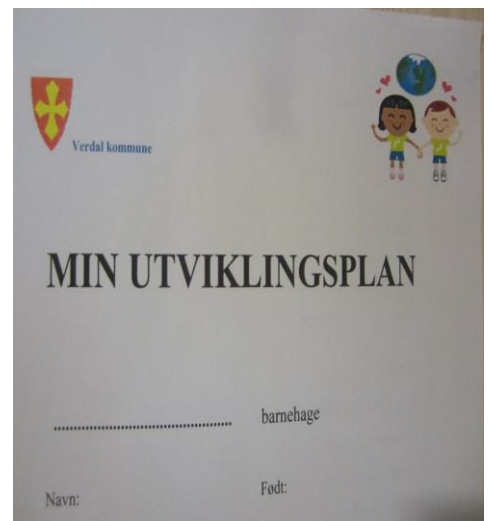 Verdal kommune
MIN UTVIKLINGSPLAN
............................................. barnehage
Navn: Født: